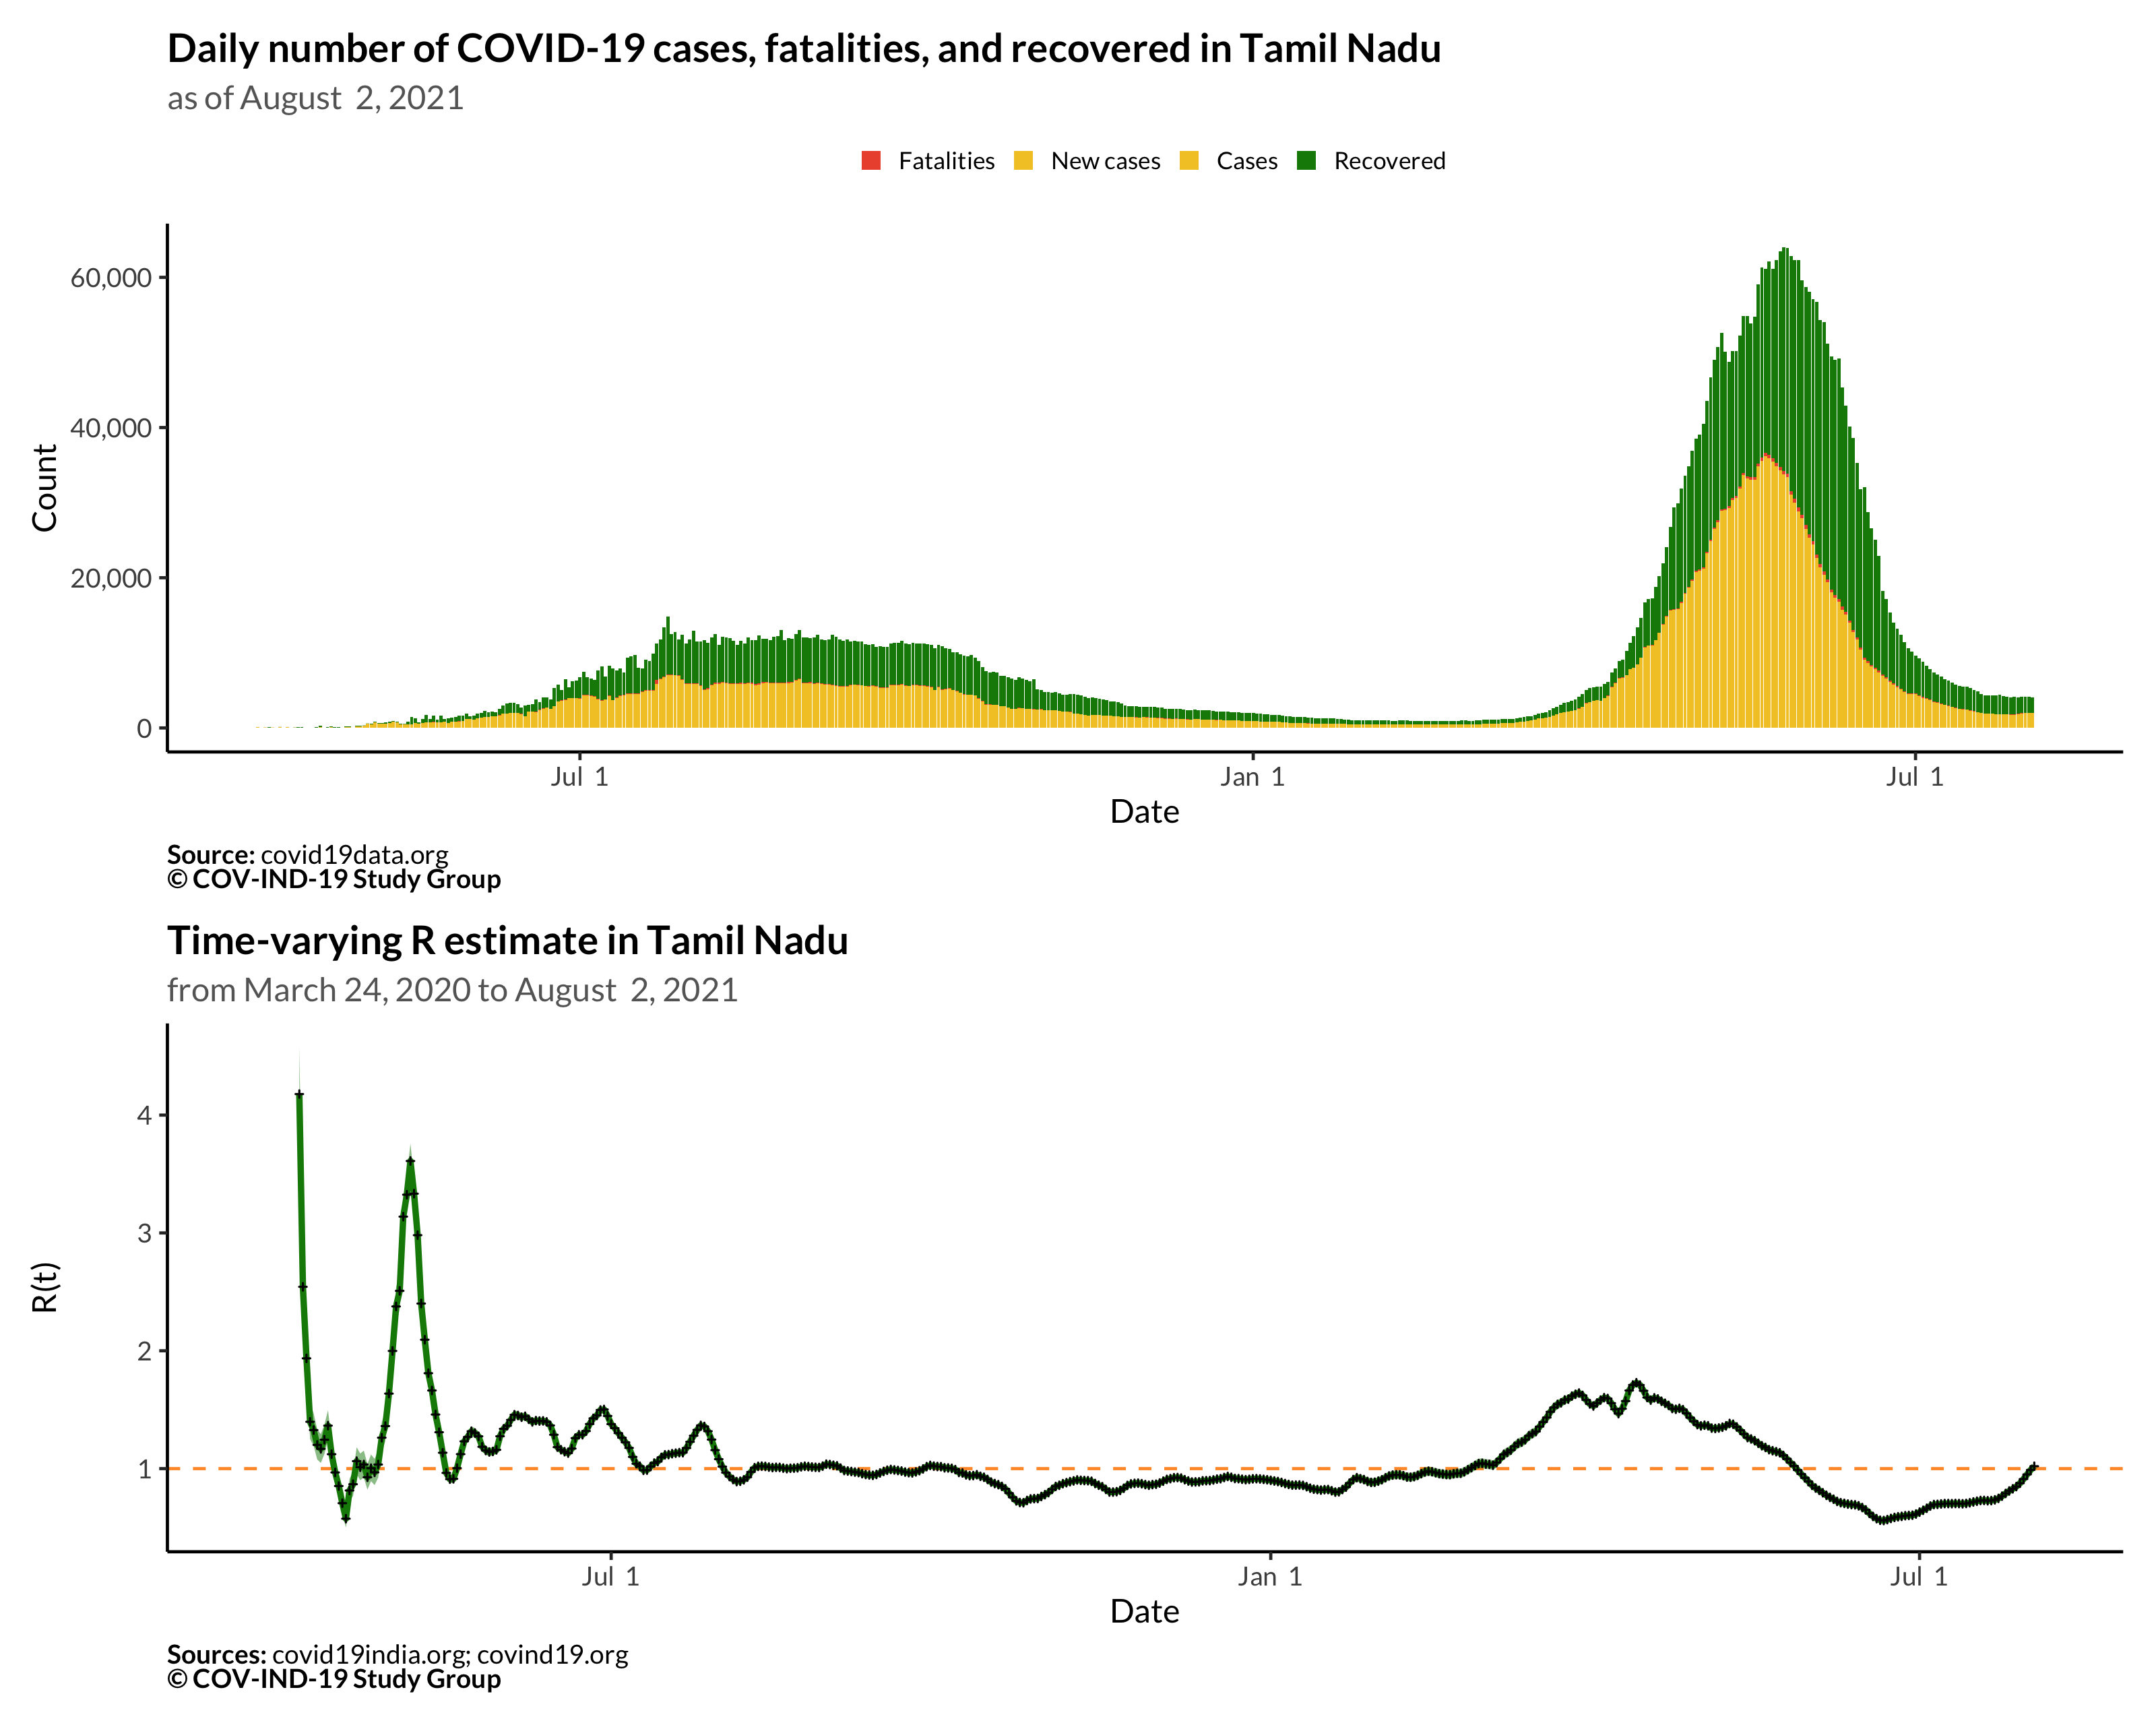 Daily number of COVID-19 cases, fatalities, and recovered in Tamil Nadu
as of August  2, 2021
Fatalities New cases Cases Recovered
60,000
40,000
20,000
0
Count
Jul  1 Jan  1 Jul  1
Date
Source: covid19data.org
© COV-IND-19 Study Group
Time-varying R estimate in Tamil Nadu
from March 24, 2020 to August  2, 2021
4
3
2
1
R(t)
Jul  1 Jan  1 Jul  1
Date
Sources: covid19india.org; covind19.org
© COV-IND-19 Study Group